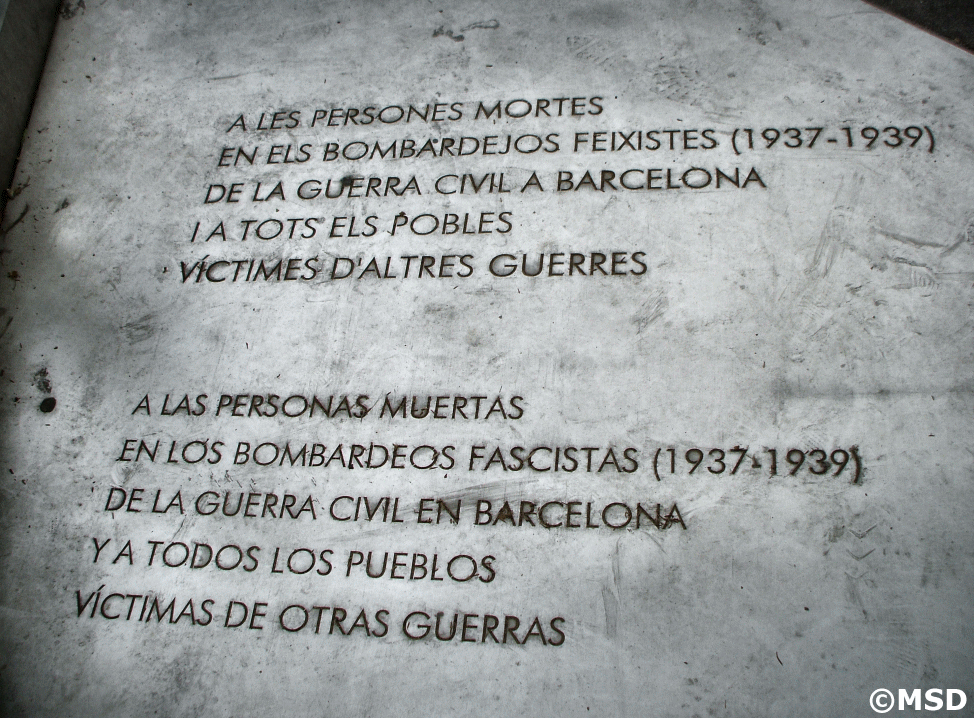 A LES PERSONES MORTES
EN ELS BOMBARDEJOS FEIXISTES (1937-1939)
DE LA GUERRA CIVIL A BARCELONA
I A TOTS ELS POBLES
VÍCTIMES D'ALTRES GUERRES
A LAS PERSONAS MUERTAS
EN LOS BOMBARDEOS FASCISTAS (1937-1939)
DE LA GUERRA CIVIL EN BARCELONA
Y A TODOS LOS PUEBLOS
VÍCTIMAS DE OTRAS GUERRAS
©MSD